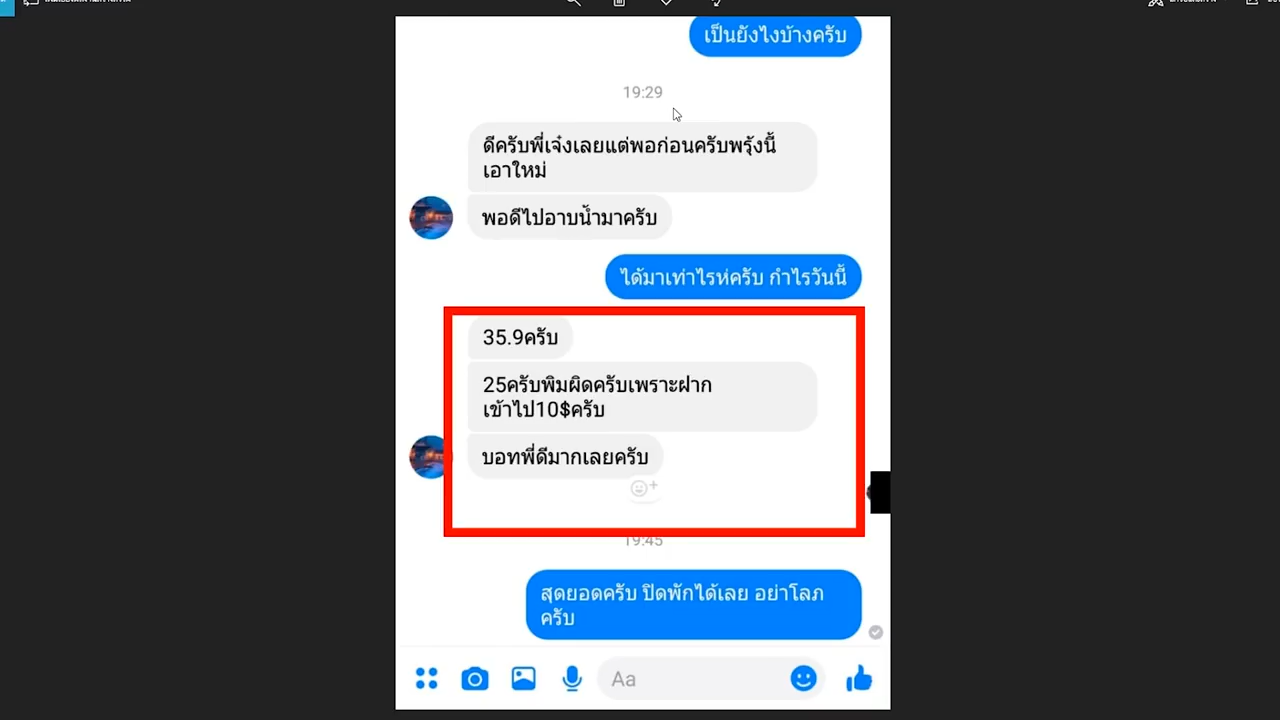 เป็นยังไงบ้างครับ
19:29
ดีครับพี่เจ๋งเลยแต่พอก่อนครับพรุ้งนี้
เอาใหม่
พอดีไปอาบน้ำมาครับ
ได้มาเท่าไรห่ครับ กำไรวันนี้
35.9ครับ
25ครับพิมผิดครับเพราะฝาก
เข้าไป10$ครับ
บอทพี่ดีมากเลยครับ
19:45
สุดยอดครับ ปิดพักได้เลย อย่าโลภ
ครับ
Aa